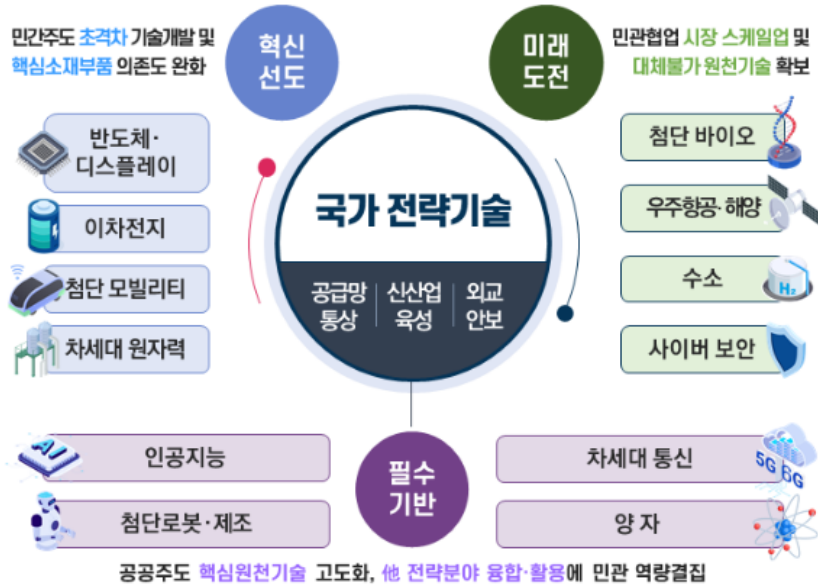 민간주도 초격차 기술개발 및
핵심소재부품 의존도 완화
혁신
선도
미래
도전
민관협업 시장 스케일업 및
대체불가 원천기술 확보
반도체·
디스플레이
이차전지
첨단 모빌리티
차세대 원자력
국가 전략기술
공급망
통상
신산업
육성
외교
안보
첨단 바이오
우주항공·해양
수소
H₂
사이버 보안
필수
기반
AI
인공지능
첨단로봇·제조
차세대 통신
5G 6G
양 자
공공주도 핵심원천기술 고도화, 他 전략분야 융합·활용에 민관 역량결집